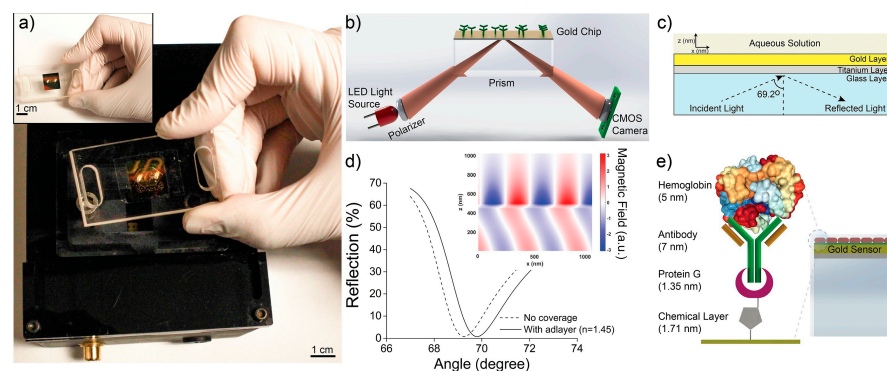 a)
1 cm
1 cm
b)
Gold Chip
Prism
LED Light
Source
Polarizer
CMOS
Camera
c)
z (nm)
x (nm)
Aqueous Solution
Gold Layer
Titanium Laye
Glass Laye
69.2°
Incident Light
Reflected Light
d)
Reflection (%)
70
60
50
40
30
20
10
0
66
68
70
72
74
Angle (degree)
No coverage
With adlayer (n=1.45)
z (nm)
1000
800
600
400
200
0
500
1000
x (nm)
3
2
1
0
-1
-2
-3
Magnetic Field (a.u.)
e)
Hemoglobin
(5 nm)
Antibody
(7 nm)
Protein G
(1.35 nm)
Chemical Layer
(1.71 nm)
Gold Sensor